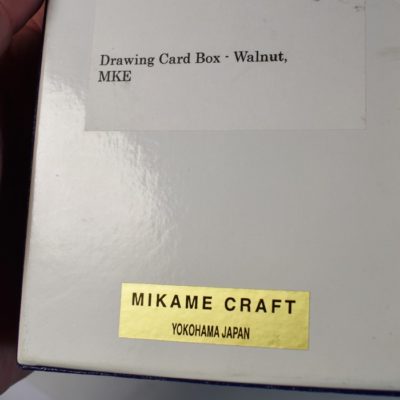 Drawing Card Box - Walnut,
MKE
MIKAME CRAFT
YOKOHAMA JAPAN